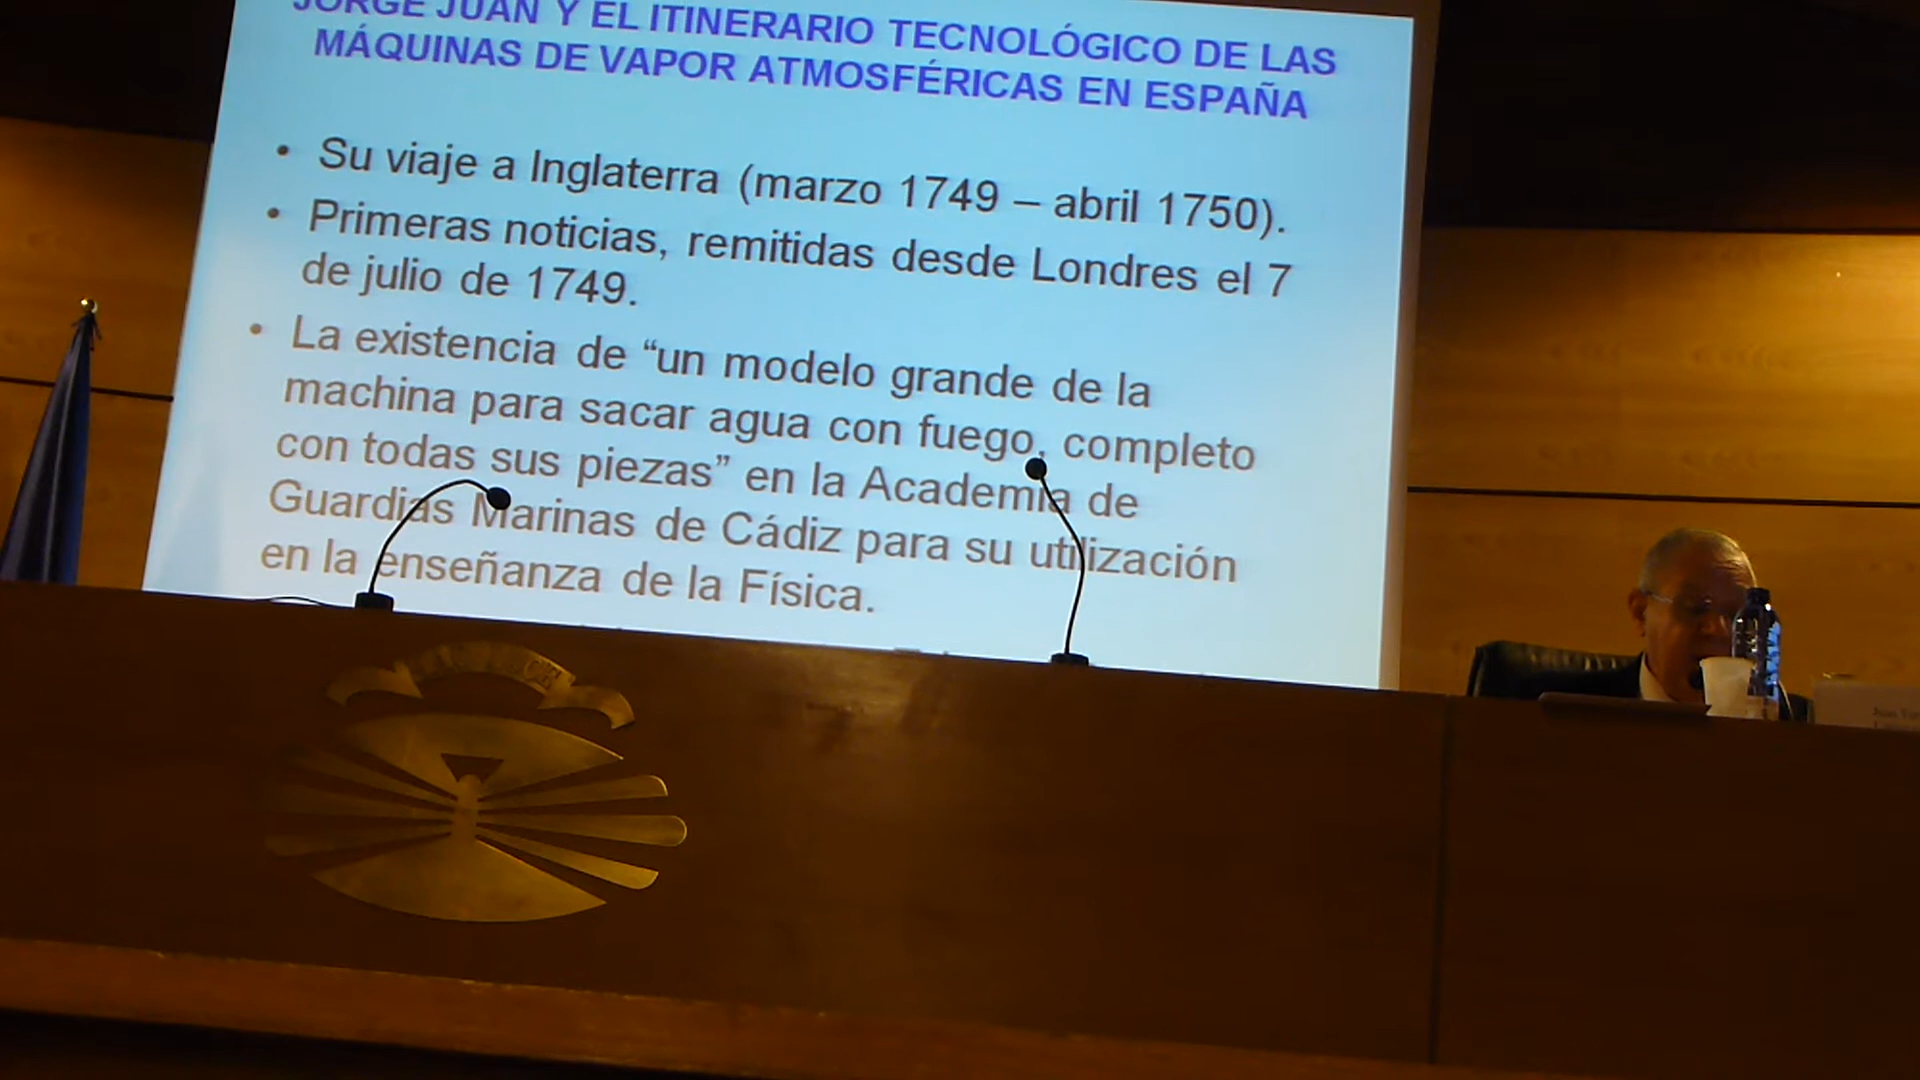 JORGE JUAN Y EL ITINERARIO TECNOLÓGICO DE LAS
MÁQUINAS DE VAPOR ATMOSFÉRICAS EN ESPAÑA
• Su viaje a Inglaterra (marzo 1749 – abril 1750).
• Primeras noticias, remitidas desde Londres el 7
de julio de 1749.
• La existencia de “un modelo grande de la
machina para sacar agua con fuego, completo
con todas sus piezas” en la Academia de
Guardias Marinas de Cádiz para su utilización
en la enseñanza de la Física.